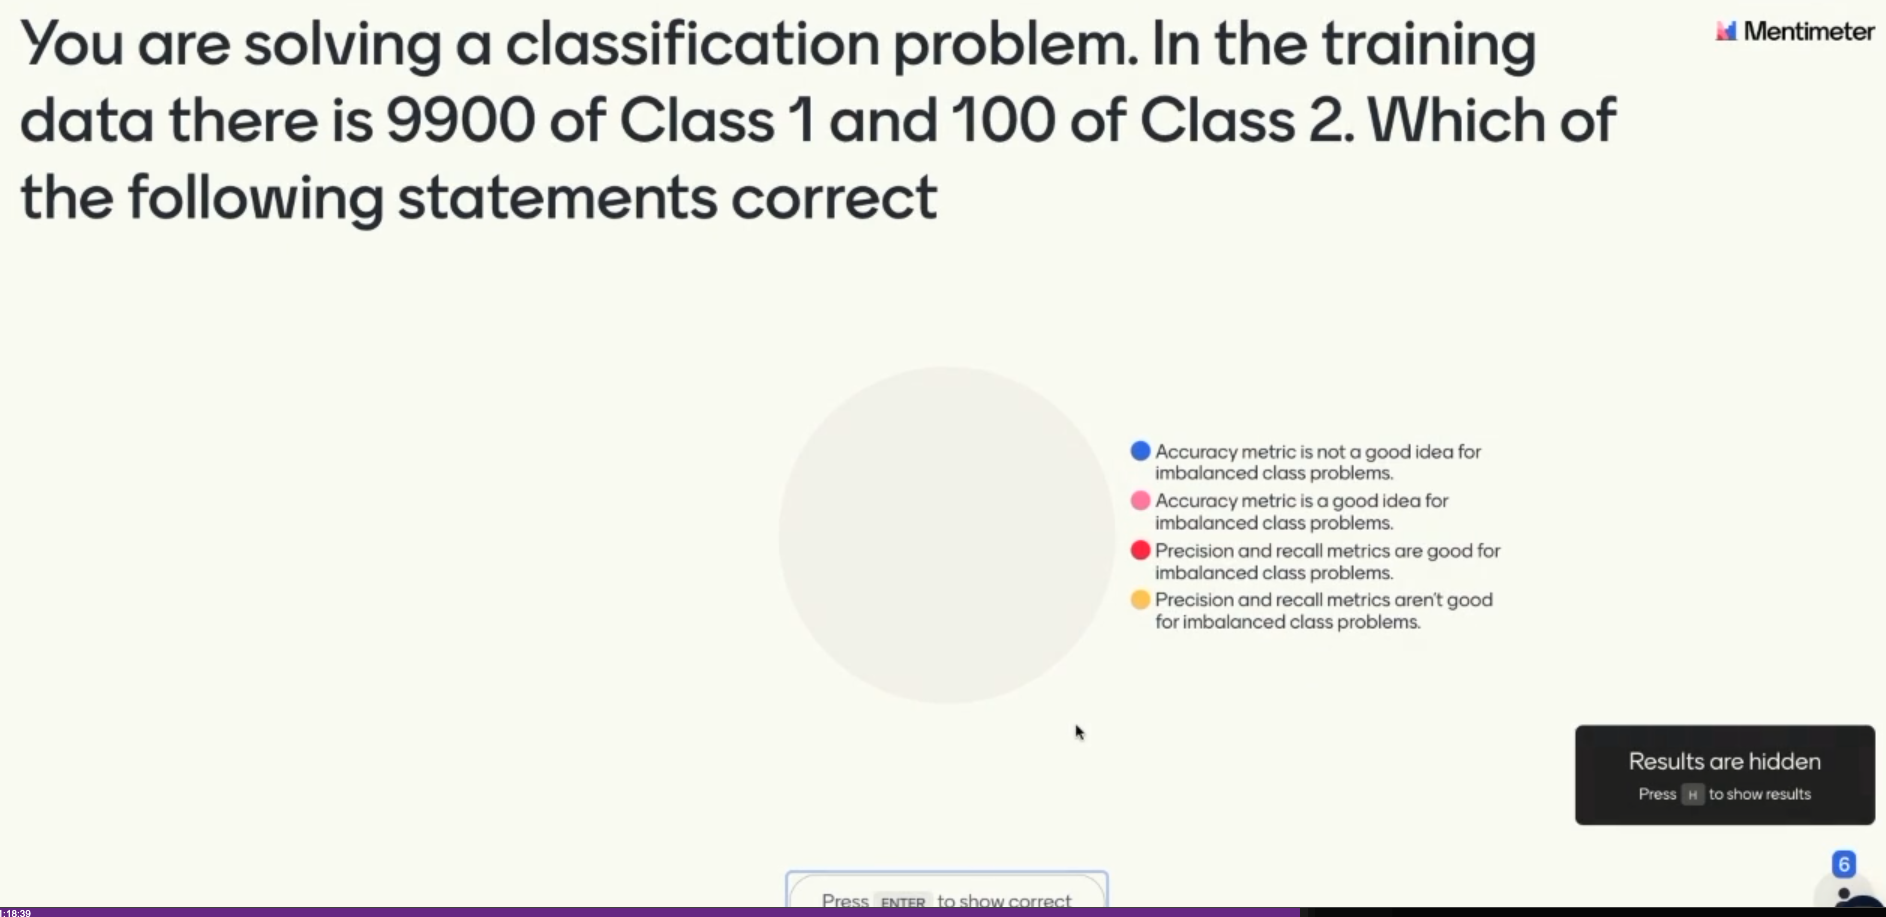 You are solving a classification problem. In the training
data there is 9900 of Class 1 and 100 of Class 2. Which of
the following statements correct
Mentimeter
Accuracy metric is not a good idea for
imbalanced class problems.
Accuracy metric is a good idea for
imbalanced class problems.
Precision and recall metrics are good for
imbalanced class problems.
Precision and recall metrics aren't good
for imbalanced class problems.
Results are hidden
Press H to show results
6
Press ENTER to show correct
1:18:39